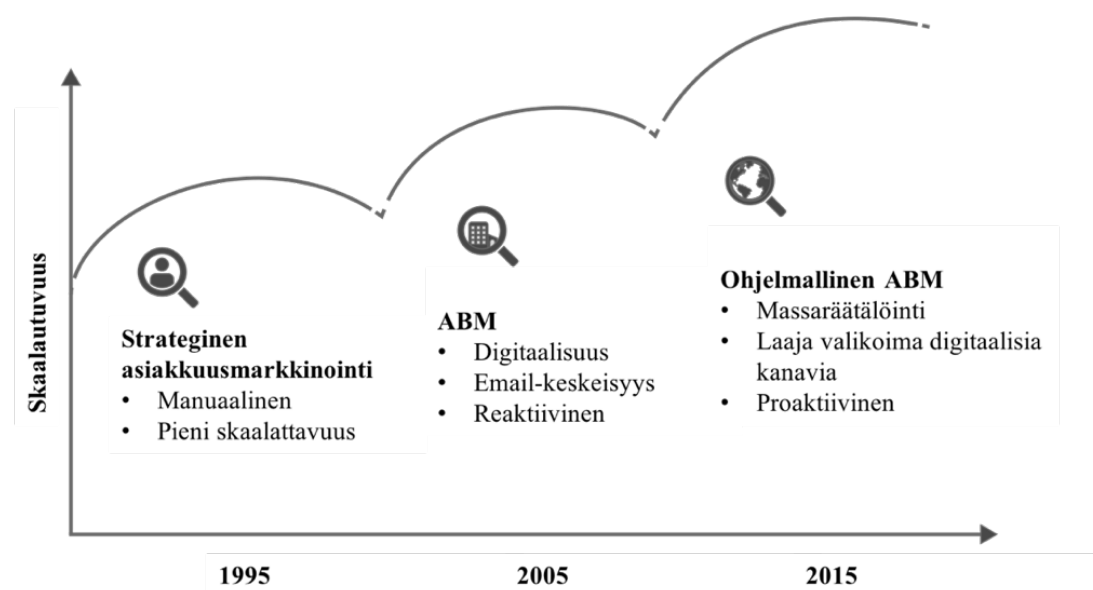 Skaalautuvuus
Strateginen
asiakkuusmarkkinointi
• Manuaalinen
• Pieni skaalattavuus
ABM
• Digitaalisuus
• Email-keskeisyys
• Reaktiivinen
Ohjelmallinen ABM
• Massaräätälöinti
• Laaja valikoima digitaalisia
kanavia
• Proaktiivinen
1995
2005
2015